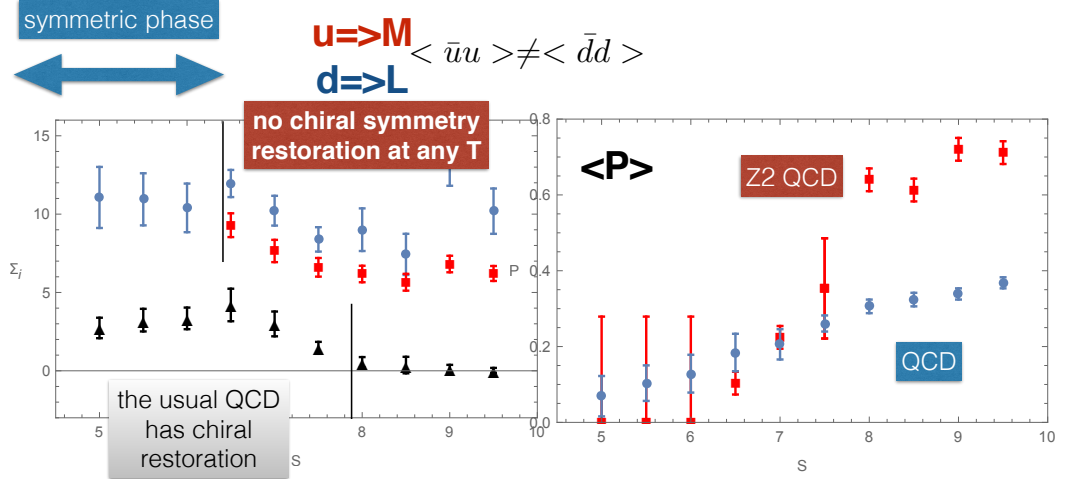 symmetric phase
u=>M
d=>L
< ūu >≠< d̄d >
no chiral symmetry
restoration at any T
15
10
5
0
Σi
5
8
9
10
S
the usual QCD
has chiral
restoration
<P>
Z2 QCD
QCD
0.8
0.6
0.4
0.2
0.0
P
5
6
7
8
9
10
S